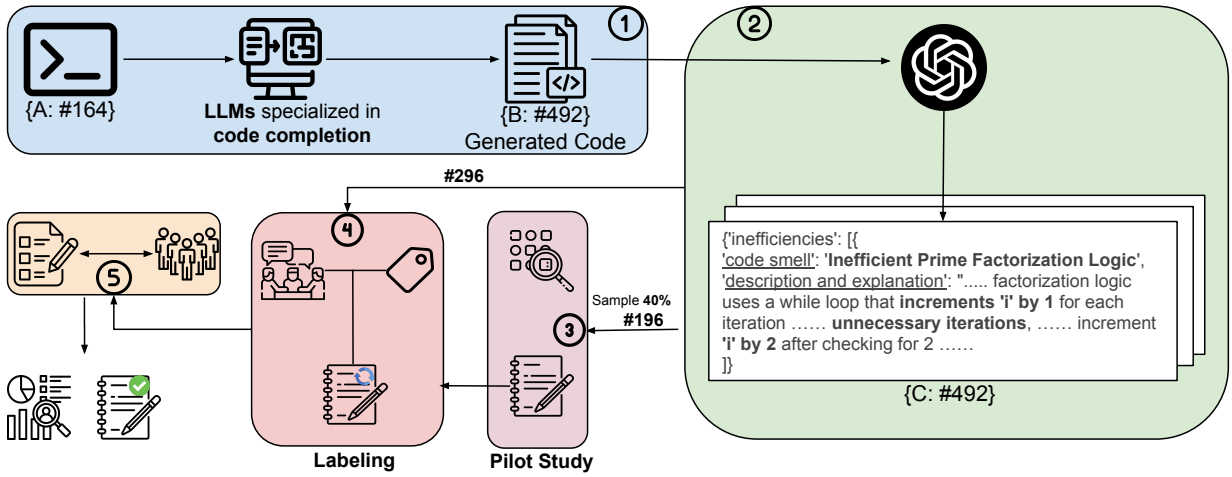 1
2
{A: #164}
LLMs specialized in
code completion
</>
{B: #492}
Generated Code
#296
4
5
3
Sample 40%
#196
{'inefficiencies': [{
'code smell': 'Inefficient Prime Factorization Logic',
'description and explanation': "..... factorization logic
uses a while loop that increments 'i' by 1 for each
iteration …... unnecessary iterations, …... increment
'i' by 2 after checking for 2 …...
]}
{C: #492}
Labeling
Pilot Study